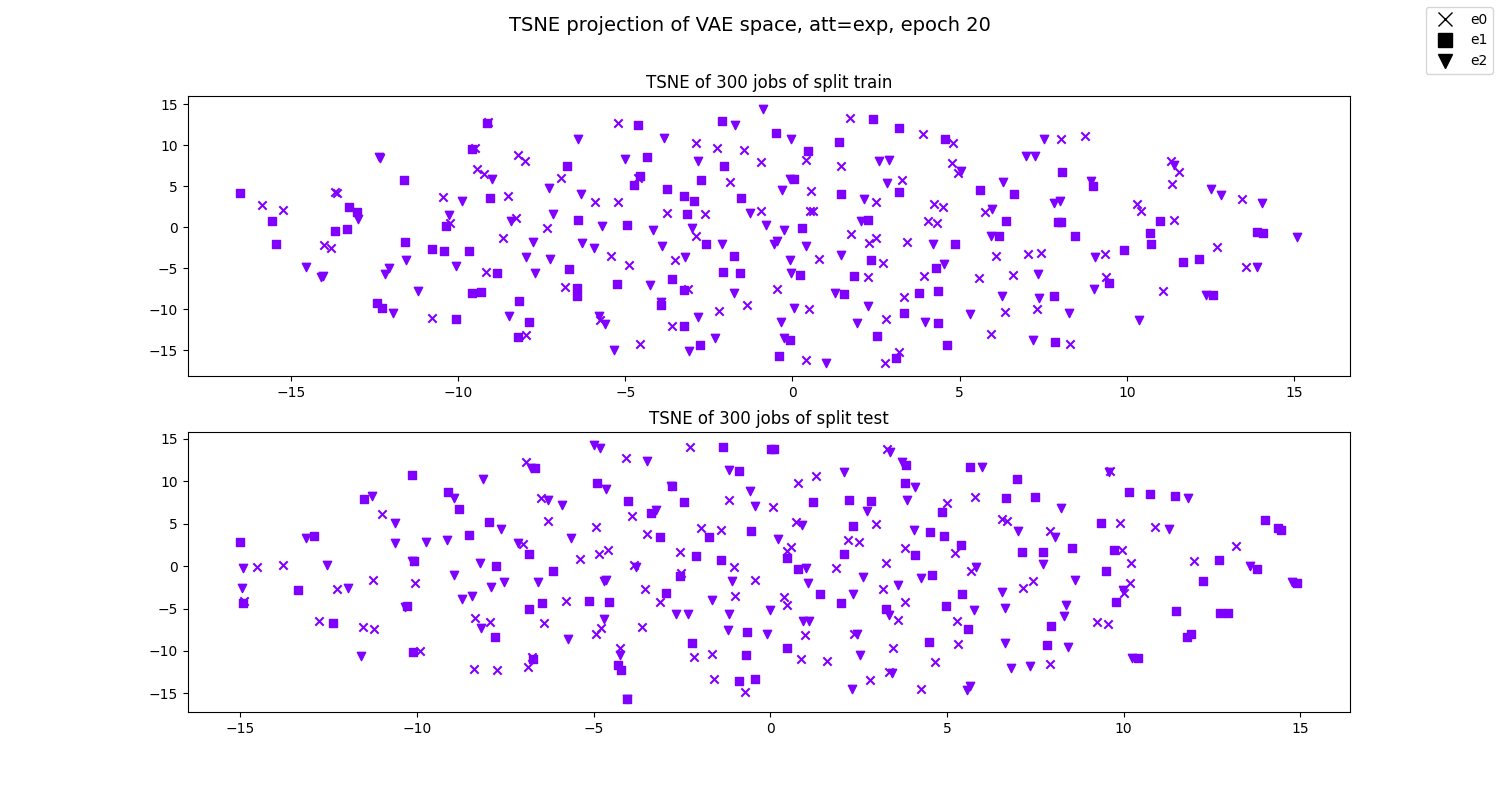 TSNE projection of VAE space, att=exp, epoch 20
e0
e1
e2
TSNE of 300 jobs of split train
15
10
5
0
−5
−10
−15
−15 −10 −5 0 5 10 15
TSNE of 300 jobs of split test
15
10
5
0
−5
−10
−15
−15 −10 −5 0 5 10 15